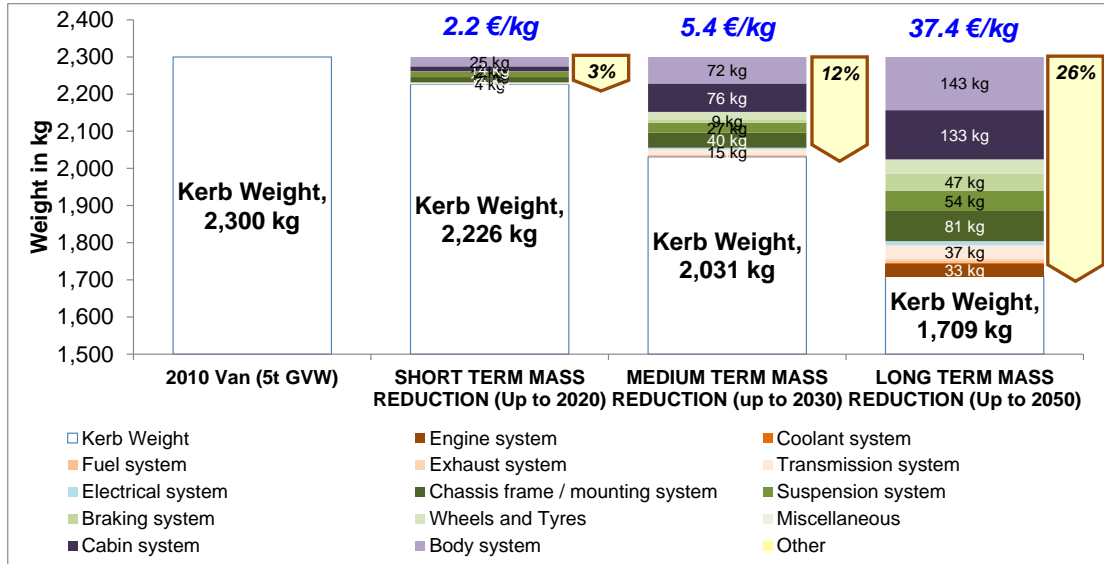 2.2 €/kg 5.4 €/kg 37.4 €/kg
2,400
2,300
2,200
2,100
2,000
1,900
1,800
1,700
1,600
1,500
Weight in kg
Kerb Weight,
2,300 kg
25 kg
4 kg
Kerb Weight,
2,226 kg
3%
72 kg
76 kg
9 kg
27 kg
40 kg
15 kg
Kerb Weight,
2,031 kg
12%
143 kg
133 kg
47 kg
54 kg
81 kg
37 kg
33 kg
Kerb Weight,
1,709 kg
26%
2010 Van (5t GVW)
SHORT TERM MASS
REDUCTION (Up to 2020)
MEDIUM TERM MASS
REDUCTION (up to 2030)
LONG TERM MASS
REDUCTION (Up to 2050)
Kerb Weight Engine system Coolant system
Fuel system Exhaust system Transmission system
Electrical system Chassis frame / mounting system Suspension system
Braking system Wheels and Tyres Miscellaneous
Cabin system Body system Other